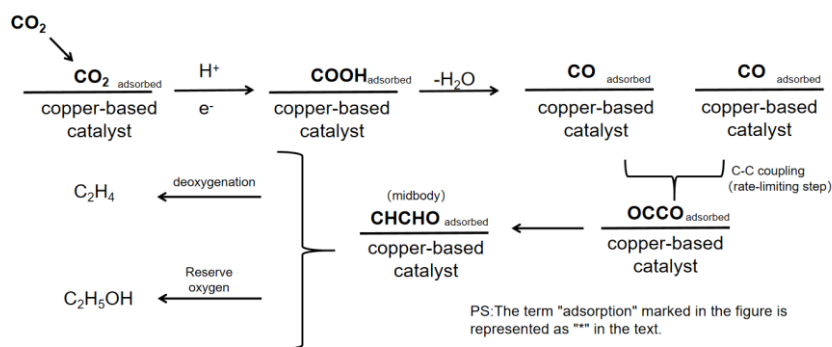 CO₂
CO₂ adsorbed
copper-based
catalyst
H⁺
e⁻
COOH adsorbed
copper-based
catalyst
-H₂O
CO adsorbed
copper-based
catalyst
CO adsorbed
copper-based
catalyst
C-C coupling
(rate-limiting step)
OCCO adsorbed
copper-based
catalyst
(midbody)
CHCHO adsorbed
copper-based
catalyst
deoxygenation
C₂H₄
Reserve
oxygen
C₂H₅OH
PS:The term "adsorption" marked in the figure is
represented as "*" in the text.